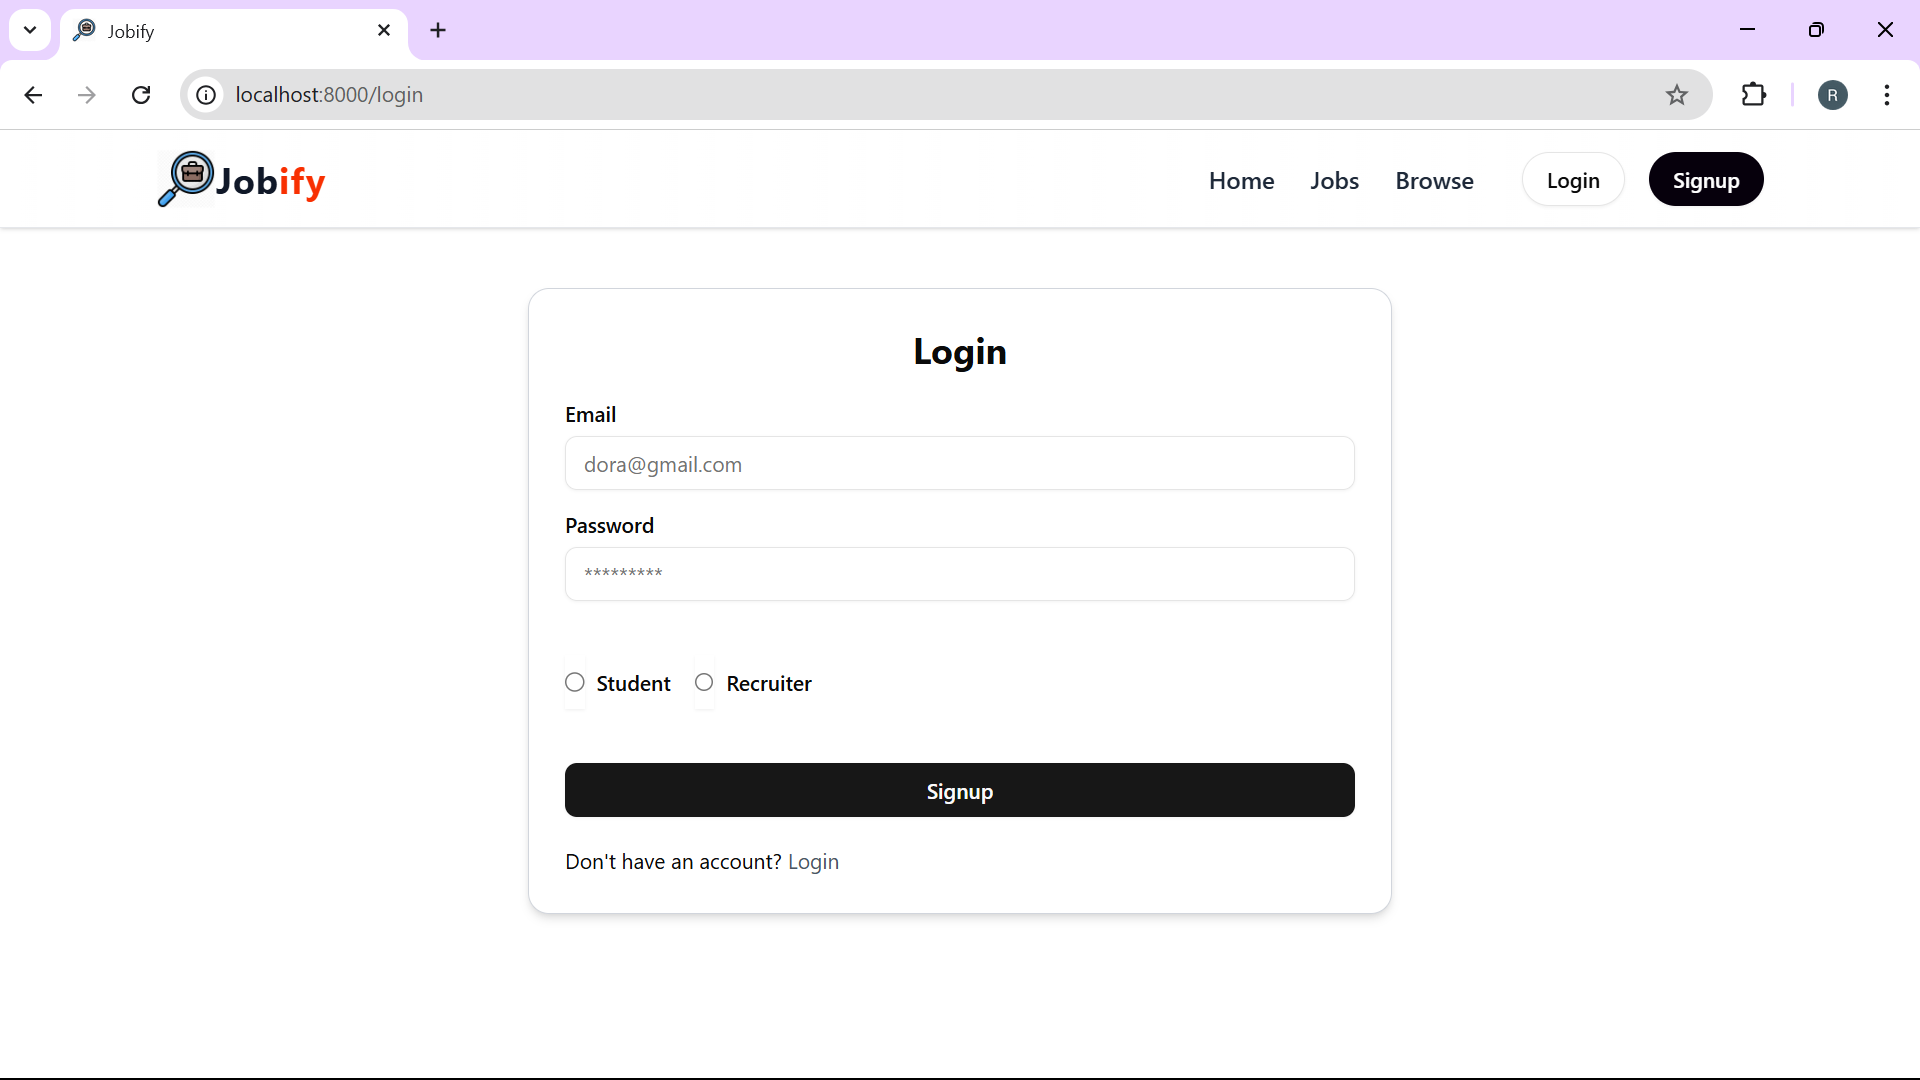 Jobify
localhost:8000/login
R
Jobify
Home Jobs Browse Login Signup
Login
Email
dora@gmail.com
Password
*********
Student Recruiter
Signup
Don't have an account? Login